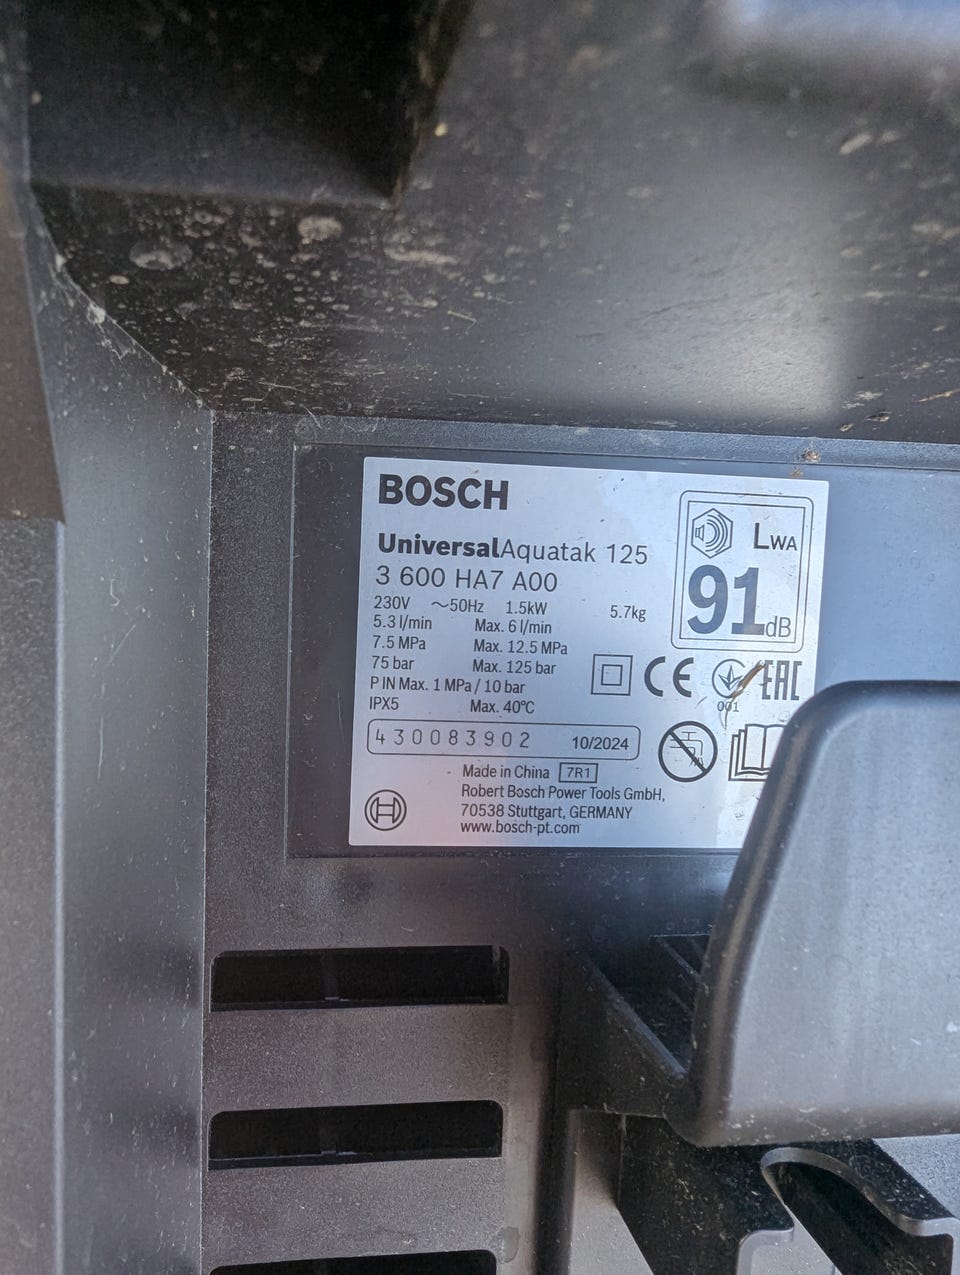 BOSCH
UniversalAquatak 125
3 600 HA7 A00
230V ~50Hz 1.5kW 5.7kg
5.3 l/min Max. 6 l/min
7.5 MPa Max. 12.5 MPa
75 bar Max. 125 bar
P IN Max. 1 MPa / 10 bar
IPX5 Max. 40°C
430083902 10/2024
Made in China 7R1
Robert Bosch Power Tools GmbH,
70538 Stuttgart, GERMANY
www.bosch-pt.com
LWA
91dB
CE EAC
001